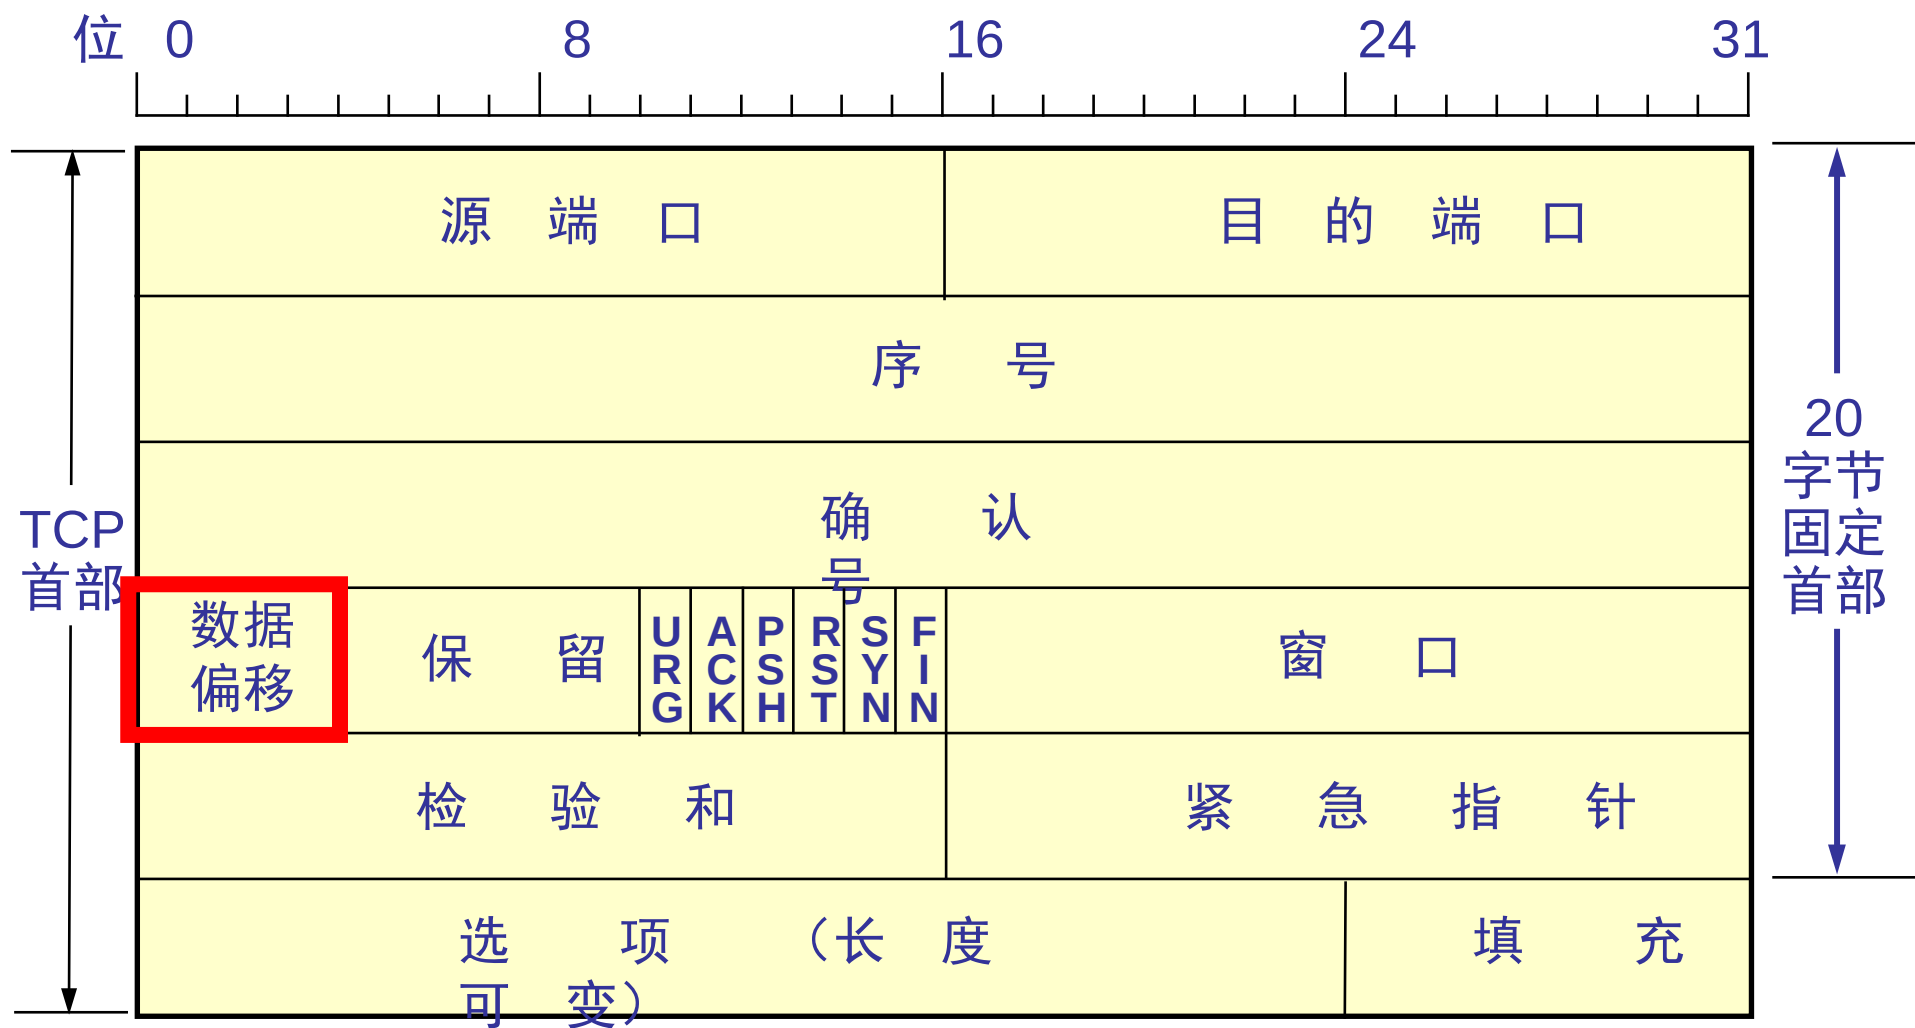 位 0 8 16 24 31
源 端 口 目 的 端 口
序 号
确 认
号
TCP
首部
20
字节
固定
首部
数据
偏移
保 留
URG
ACK
PSH
RST
SYN
FIN
窗 口
检 验 和 紧 急 指 针
选 项 （长 度
可 变）
填 充